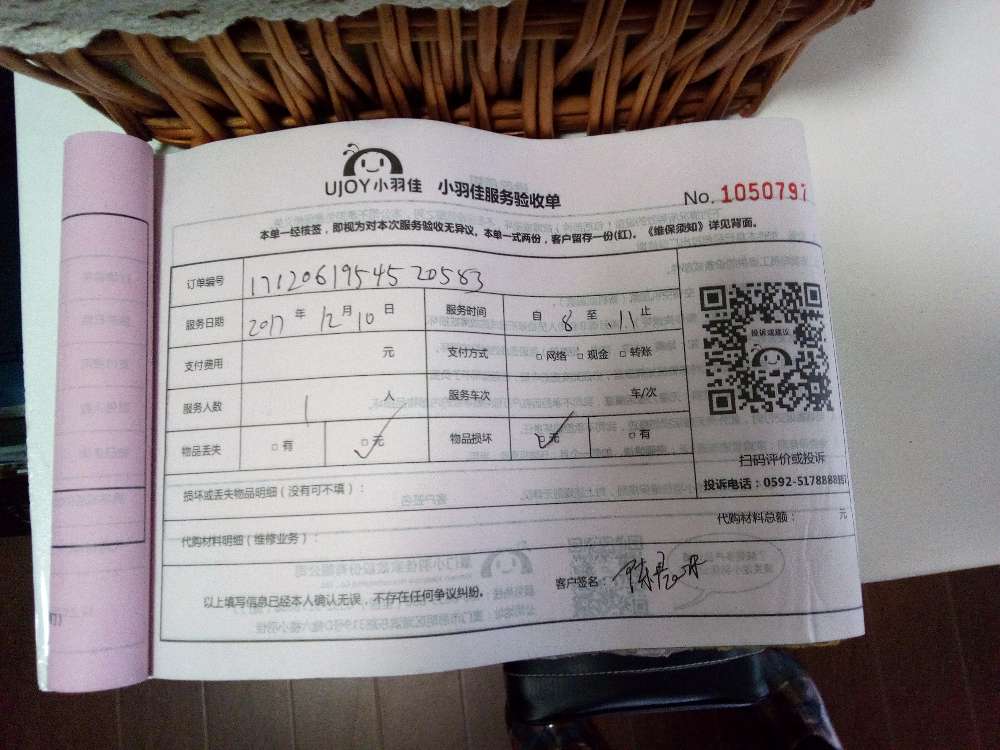 UJOY小羽佳 小羽佳服务验收单
No. 1050797
本单一经核签，即视为对本次服务验收无异议。本单一式两份，客户留存一份(红)。《维保须知》详见背面。
订单编号 17120619545 20583
服务日期 2017 年 12 月 10 日 服务时间 自 8 至 11 止
支付费用 元 支付方式 □ 网络 □ 现金 □ 转账
服务人数 1 人 服务车次 车/次
物品丢失 □ 有 □ 无 物品损坏 □ 无 □ 有
投诉或建议
扫码评价或投诉
投诉电话：0592-5178888
损坏或丢失物品明细（没有可不填）：
代购材料明细（维修业务）：
代购材料总额： 元
以上填写信息已经本人确认无误，不存在任何争议纠纷。
客户签名：